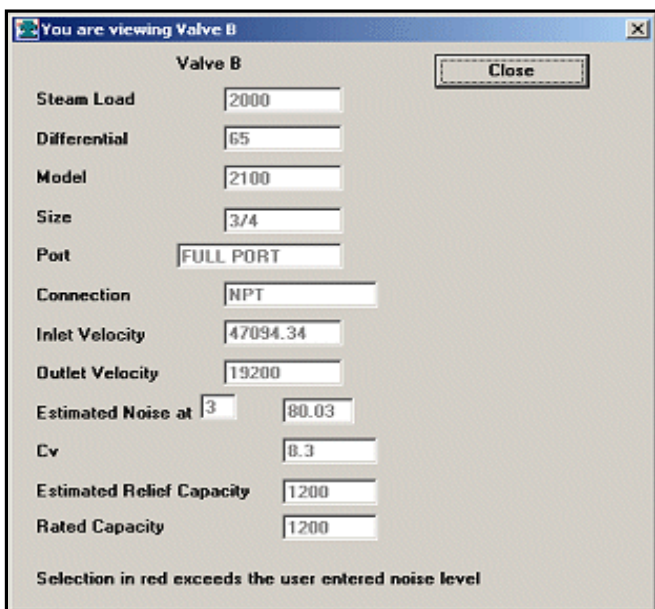 You are viewing Valve B
Valve B
Close
Steam Load 2000
Differential 65
Model 2100
Size 3/4
Port FULL PORT
Connection NPT
Inlet Velocity 47094.34
Outlet Velocity 19200
Estimated Noise at 3 80.03
Cv 8.3
Estimated Relief Capacity 1200
Rated Capacity 1200
Selection in red exceeds the user entered noise level